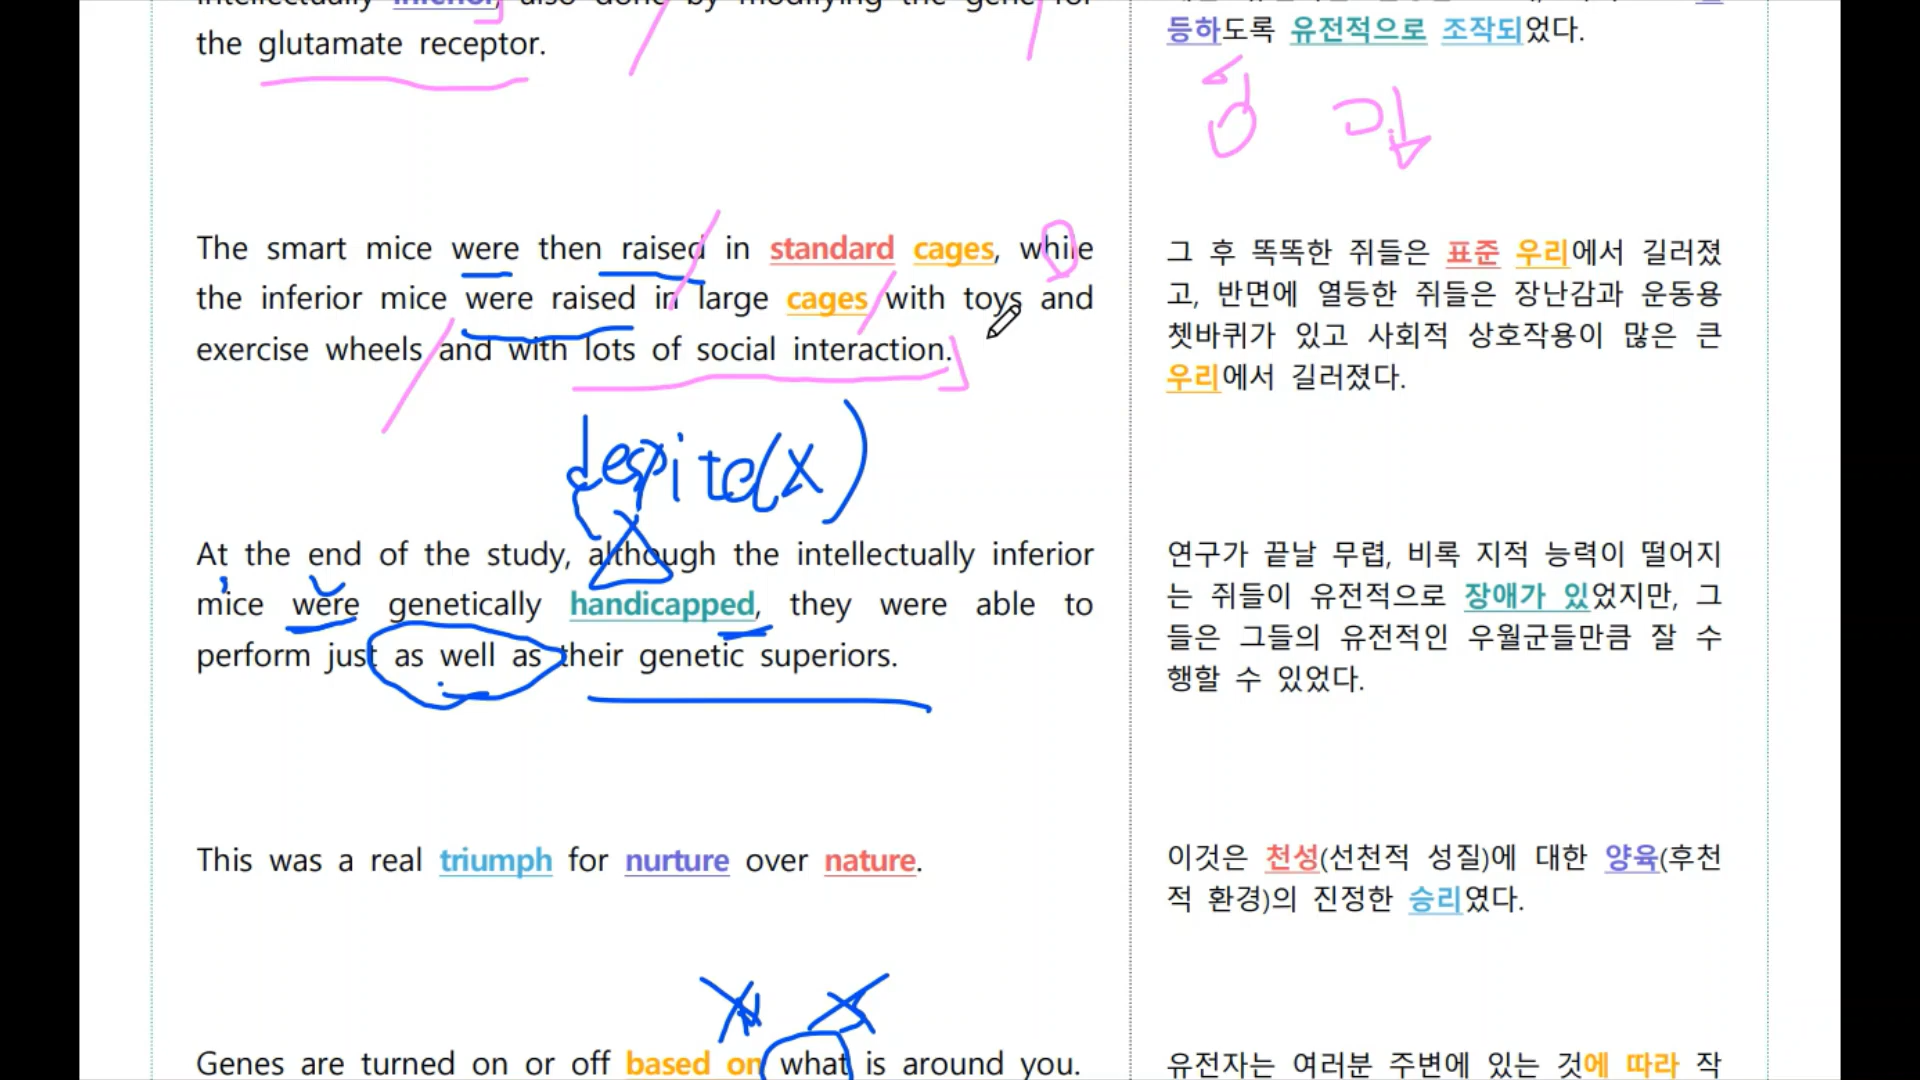 the glutamate receptor.
The smart mice were then raised in standard cages, while
the inferior mice were raised in large cages with toys and
exercise wheels and with lots of social interaction.
despite(X)
At the end of the study, although the intellectually inferior
mice were genetically handicapped, they were able to
perform just as well as their genetic superiors.
This was a real triumph for nurture over nature.
Genes are turned on or off based on what is around you.
등하도록 유전적으로 조작되었다.
그 후 똑똑한 쥐들은 표준 우리에서 길러졌
고, 반면에 열등한 쥐들은 장난감과 운동용
쳇바퀴가 있고 사회적 상호작용이 많은 큰
우리에서 길러졌다.
연구가 끝날 무렵, 비록 지적 능력이 떨어지
는 쥐들이 유전적으로 장애가 있었지만, 그
들은 그들의 유전적인 우월군들만큼 잘 수
행할 수 있었다.
이것은 천성(선천적 성질)에 대한 양육(후천
적 환경)의 진정한 승리였다.
유전자는 여러분 주변에 있는 것에 따라 작